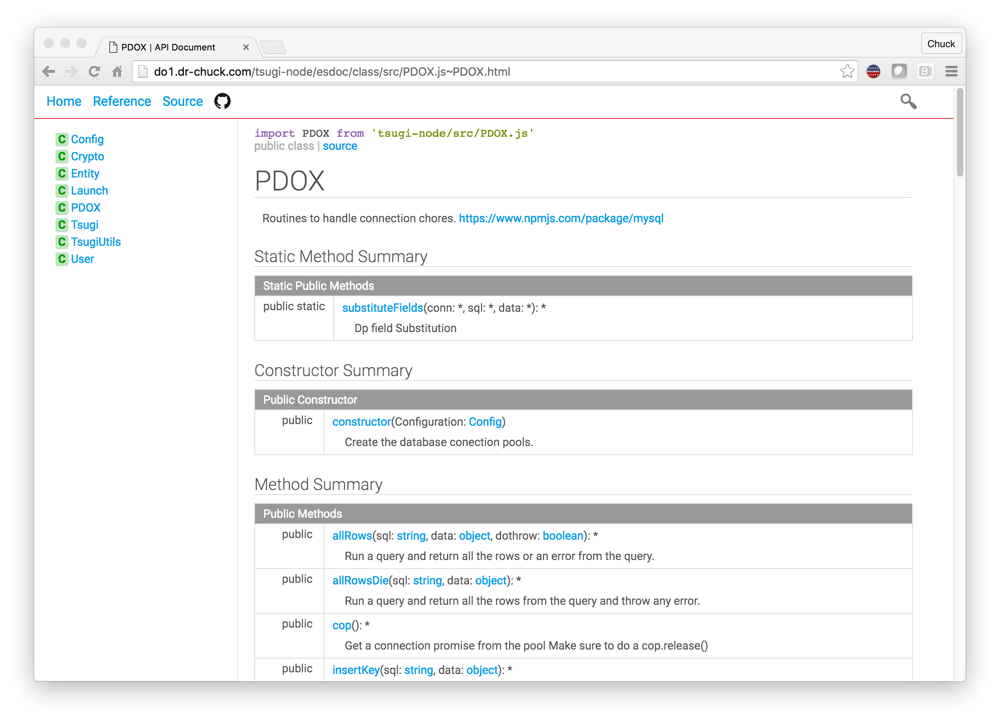 PDOX | API Document
Chuck
do1.dr-chuck.com/tsugi-node/esdoc/class/src/PDOX.js~PDOX.html
DRUMPF
B
Home Reference Source
C Config
C Crypto
C Entity
C Launch
C PDOX
C Tsugi
C TsugiUtils
C User
import PDOX from 'tsugi-node/src/PDOX.js'
public class | source
PDOX
Routines to handle connection chores. https://www.npmjs.com/package/mysql
Static Method Summary
Static Public Methods
public static substituteFields(conn: *, sql: *, data: *): *
Dp field Substitution
Constructor Summary
Public Constructor
public constructor(Configuration: Config)
Create the database conection pools.
Method Summary
Public Methods
public allRows(sql: string, data: object, dothrow: boolean): *
Run a query and return all the rows or an error from the query.
public allRowsDie(sql: string, data: object): *
Run a query and return all the rows from the query and throw any error.
public cop(): *
Get a connection promise from the pool Make sure to do a cop.release()
public insertKey(sql: string, data: object): *